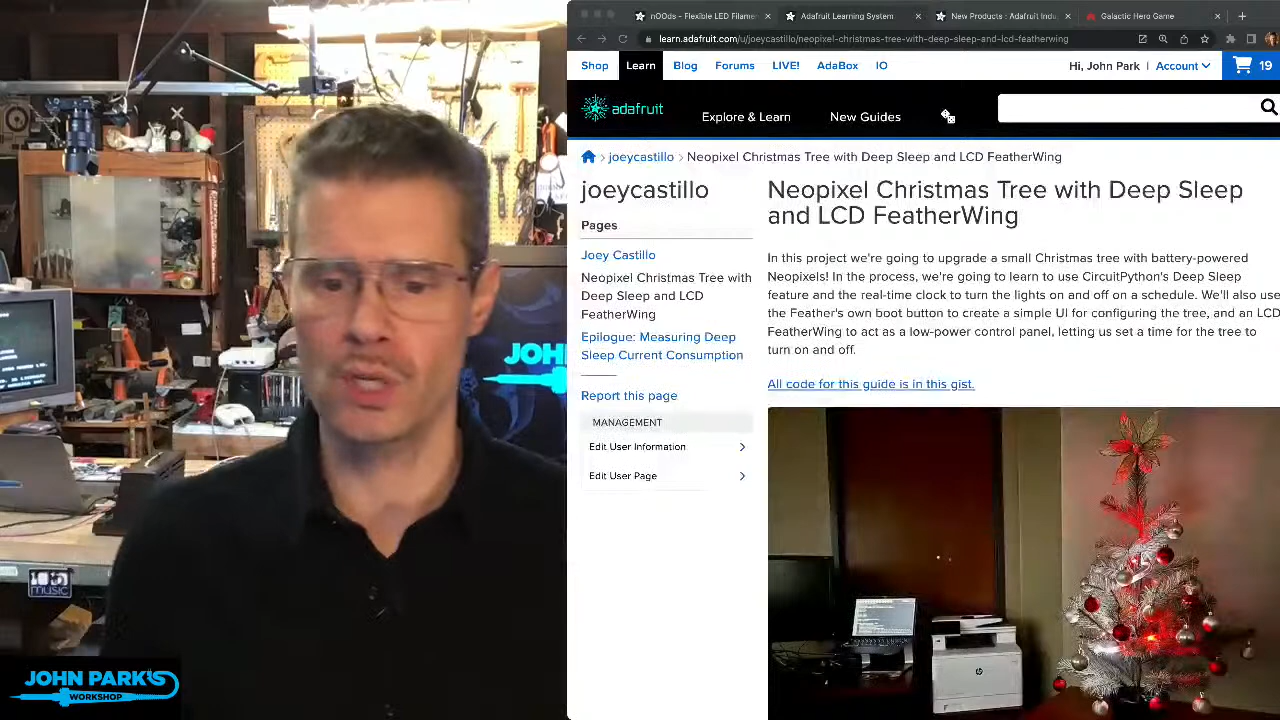 nOOds - Flexible LED Filame
Adafruit Learning System
New Products : Adafruit Indu
Galactic Hero Game
learn.adafruit.com/u/joeycastillo/neopixel-christmas-tree-with-deep-sleep-and-lcd-featherwing
Shop Learn Blog Forums LIVE! AdaBox IO Hi, John Park | Account 19
adafruit Explore & Learn New Guides
joeycastillo > Neopixel Christmas Tree with Deep Sleep and LCD FeatherWing
joeycastillo
Pages
Joey Castillo
Neopixel Christmas Tree with
Deep Sleep and LCD
FeatherWing
Epilogue: Measuring Deep
Sleep Current Consumption
Report this page
MANAGEMENT
Edit User Information
Edit User Page
Neopixel Christmas Tree with Deep Sleep
and LCD FeatherWing
In this project we're going to upgrade a small Christmas tree with battery-powered
Neopixels! In the process, we're going to learn to use CircuitPython's Deep Sleep
feature and the real-time clock to turn the lights on and off on a schedule. We'll also use
the Feather's own boot button to create a simple UI for configuring the tree, and an LCD
FeatherWing to act as a low-power control panel, letting us set a time for the tree to
turn on and off.
All code for this guide is in this gist.
JOH
music
JOHN PARK'S
WORKSHOP